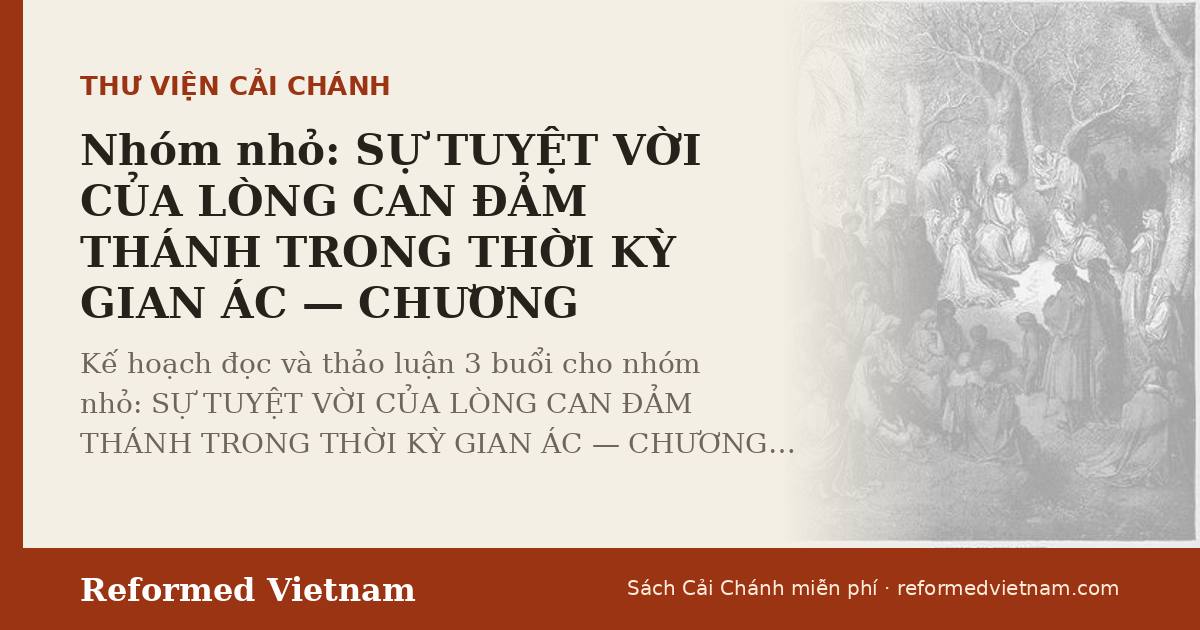 THƯ VIỆN CẢI CHÁNH
Nhóm nhỏ: SỰ TUYỆT VỜI
CỦA LÒNG CAN ĐẢM
THÁNH TRONG THỜI KỲ
GIAN ÁC — CHƯƠNG
Kế hoạch đọc và thảo luận 3 buổi cho nhóm
nhỏ: SỰ TUYỆT VỜI CỦA LÒNG CAN ĐẢM
THÁNH TRONG THỜI KỲ GIAN ÁC — CHƯƠNG...
Reformed Vietnam
Sách Cải Chánh miễn phí · reformedvietnam.com